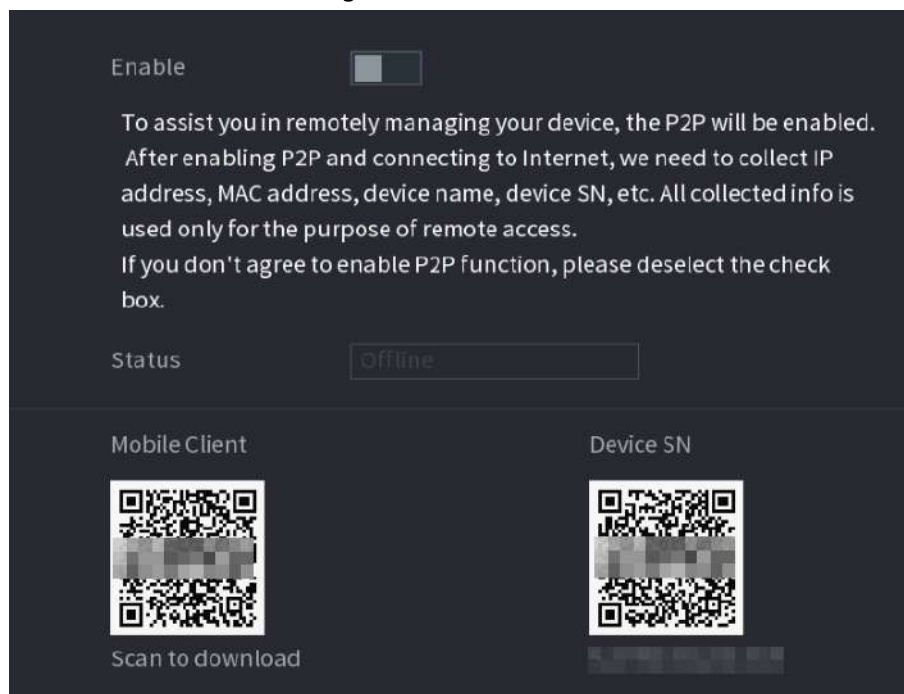 Enable
To assist you in remotely managing your device, the P2P will be enabled.
After enabling P2P and connecting to Internet, we need to collect IP
address, MAC address, device name, device SN, etc. All collected info is
used only for the purpose of remote access.
If you don't agree to enable P2P function, please deselect the check
box.
Status
Offline
Mobile Client
Device SN
Scan to download